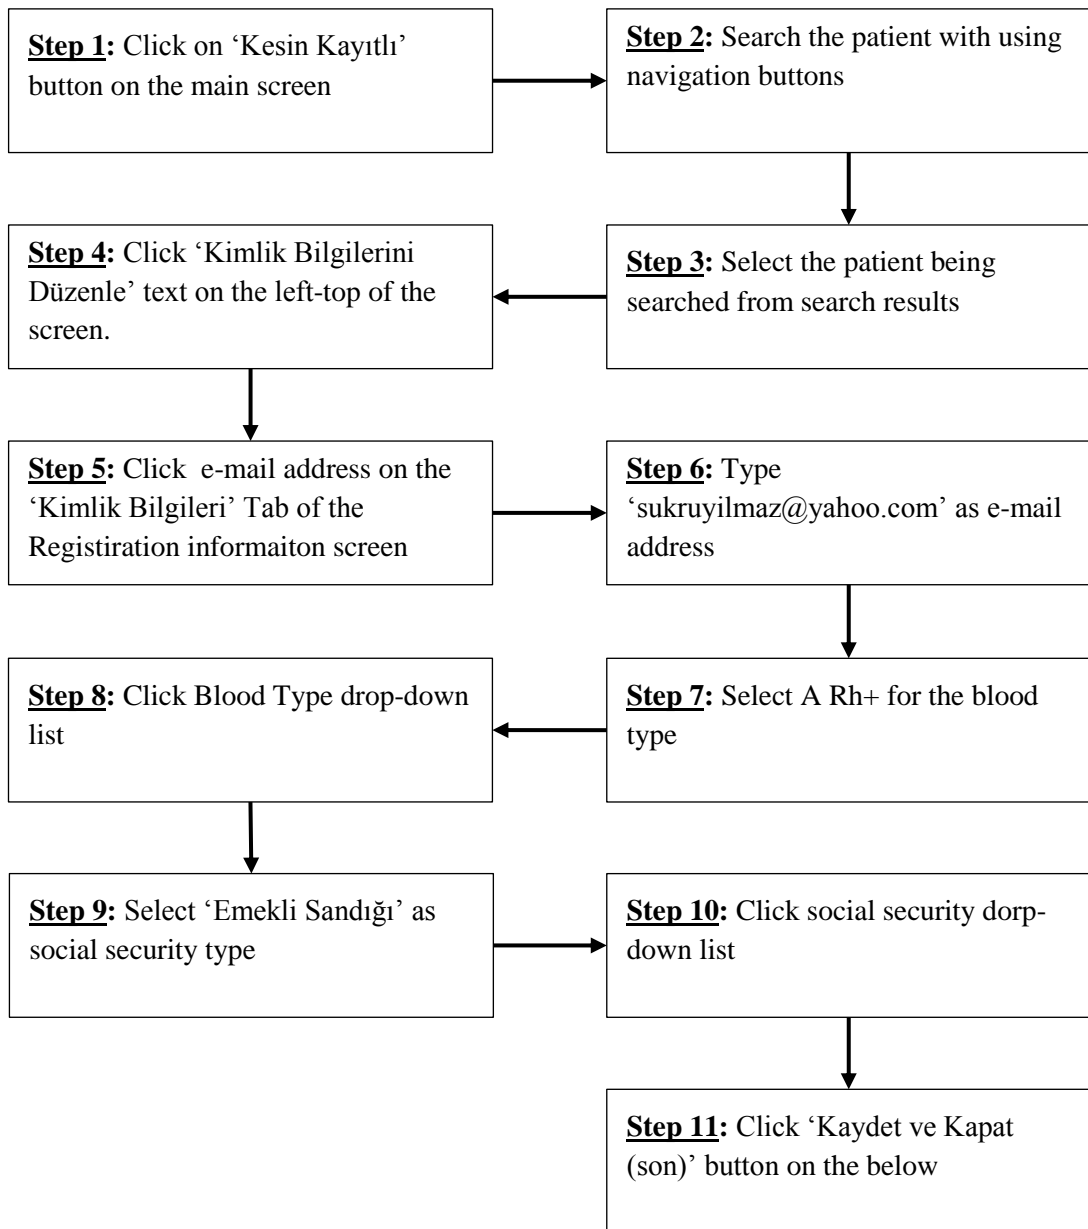 Step 1: Click on ‘Kesin Kayıtlı’
button on the main screen
Step 2: Search the patient with using
navigation buttons
Step 3: Select the patient being
searched from search results
Step 4: Click ‘Kimlik Bilgilerini
Düzenle’ text on the left-top of the
screen.
Step 5: Click  e-mail address on the
‘Kimlik Bilgileri’ Tab of the
Registiration informaiton screen
Step 6: Type
‘sukruyilmaz@yahoo.com’ as e-mail
address
Step 7: Select A Rh+ for the blood
type
Step 8: Click Blood Type drop-down
list
Step 9: Select ‘Emekli Sandığı’ as
social security type
Step 10: Click social security dorp-
down list
Step 11: Click ‘Kaydet ve Kapat
(son)’ button on the below